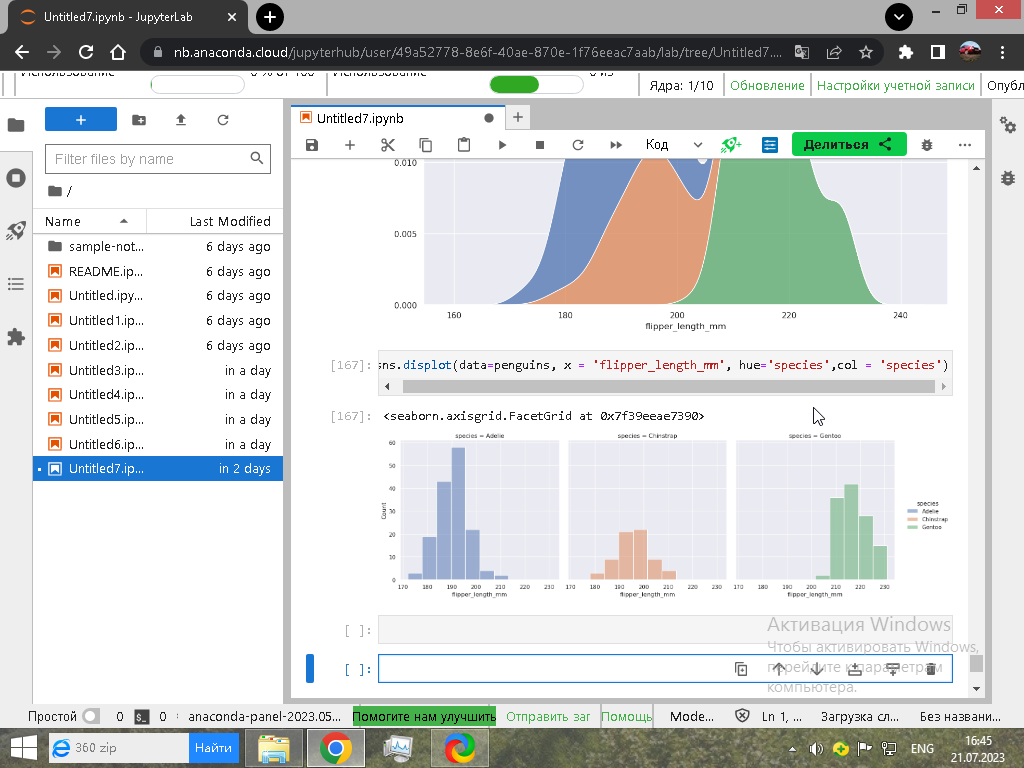 Untitled7.ipynb - JupyterLab
nb.anaconda.cloud/jupyterhub/user/49a52778-8e6f-40ae-870e-1f76eeac7aab/lab/tree/Untitled7....
Использование
0 % of 100
Использование
Ядра: 1/10
Обновление
Настройки учетной записи
Untitled7.ipynb
Код
Делиться
Filter files by name
/
Name
Last Modified
sample-not... 6 days ago
README.ip... 6 days ago
Untitled.ipy... 6 days ago
Untitled1.ip... 6 days ago
Untitled2.ip... 6 days ago
Untitled3.ip... in a day
Untitled4.ip... in a day
Untitled5.ip... in a day
Untitled6.ip... in a day
Untitled7.ip... in 2 days
0.010
0.005
0.000
160 180 200 220 240
flipper_length_mm
[167]: sns.displot(data=penguins, x = 'flipper_length_mm', hue='species',col = 'species')
[167]: <seaborn.axisgrid.FacetGrid at 0x7f39eeae7390>
species = Adelie
species = Chinstrap
species = Gentoo
60
50
40
30
20
10
0
Count
170 180 190 200 210 220 230
170 180 190 200 210 220 230
170 180 190 200 210 220 230
flipper_length_mm
flipper_length_mm
flipper_length_mm
species
Adelie
Chinstrap
Gentoo
[ ]:
[ ]:
Активация Windows
Чтобы активировать Windows,
перейдите к параметрам
компьютера.
Простой
0
0
anaconda-panel-2023.05...
Помогите нам улучшить
Отправить заг
Помощь
Mode...
Ln 1, ...
Загрузка сл...
Без названи...
360 zip
Найти
ENG
16:45
21.07.2023